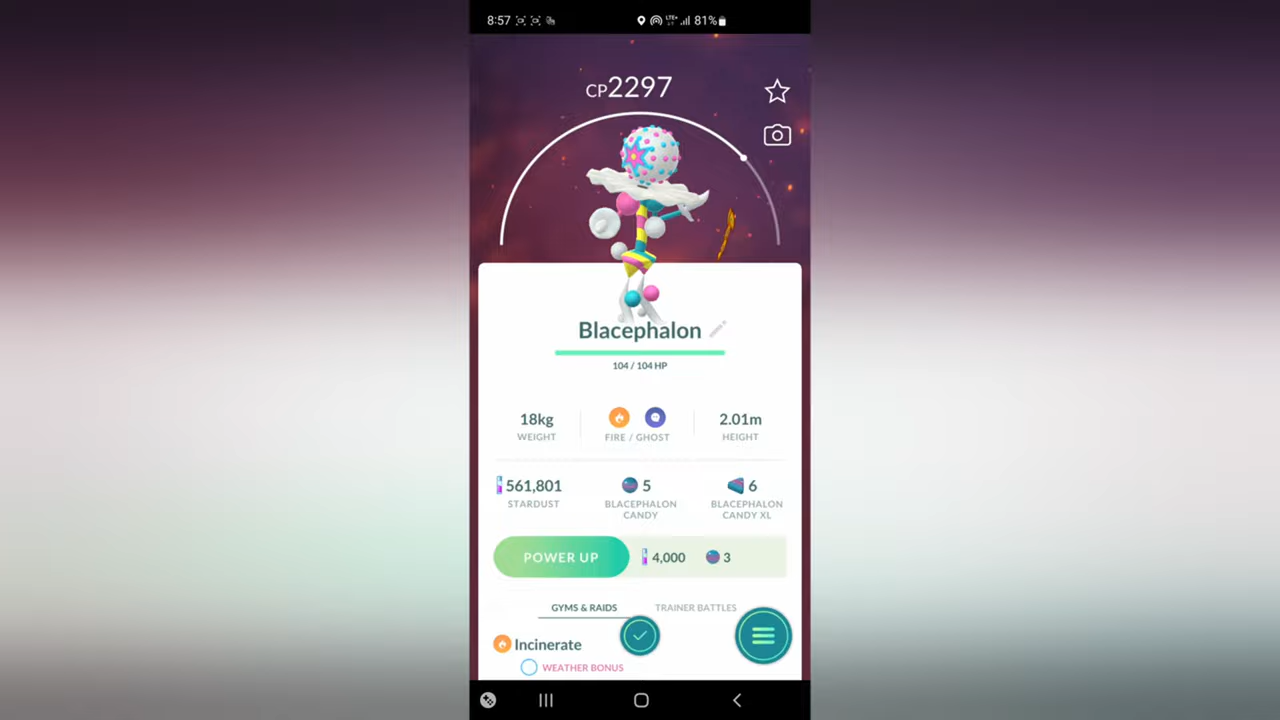 8:57 LTE+ 81%
CP2297
Blacephalon
104 / 104 HP
18kg
WEIGHT
FIRE / GHOST
2.01m
HEIGHT
561,801
STARDUST
5
BLACEPHALON
CANDY
6
BLACEPHALON
CANDY XL
POWER UP 4,000 3
GYMS & RAIDS TRAINER BATTLES
Incinerate
WEATHER BONUS